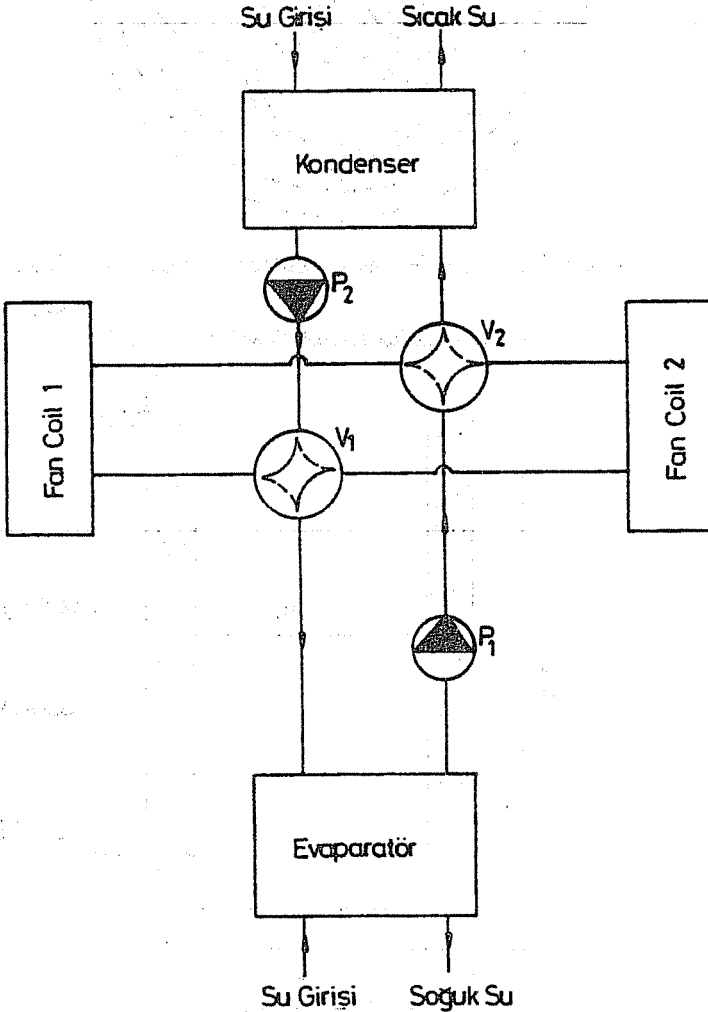 Su Girişi Sıcak Su
Kondenser
P2
V2
Fan Coil 1
Fan Coil 2
V1
P1
Evaparatör
Su Girişi Soğuk Su